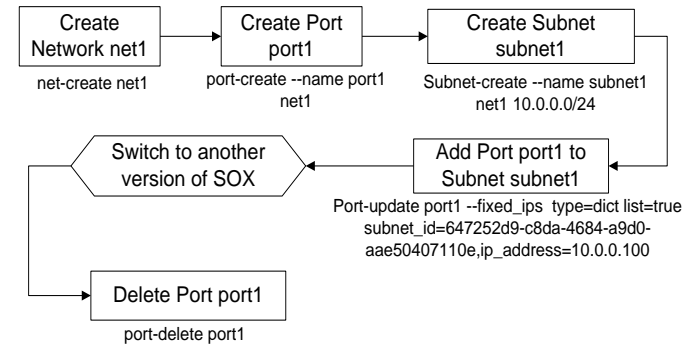 Create
Network net1
net-create net1
Create Port
port1
port-create --name port1
net1
Create Subnet
subnet1
Subnet-create --name subnet1
net1 10.0.0.0/24
Add Port port1 to
Subnet subnet1
Port-update port1 --fixed_ips type=dict list=true
subnet_id=647252d9-c8da-4684-a9d0-
aae50407110e,ip_address=10.0.0.100
Switch to another
version of SOX
Delete Port port1
port-delete port1